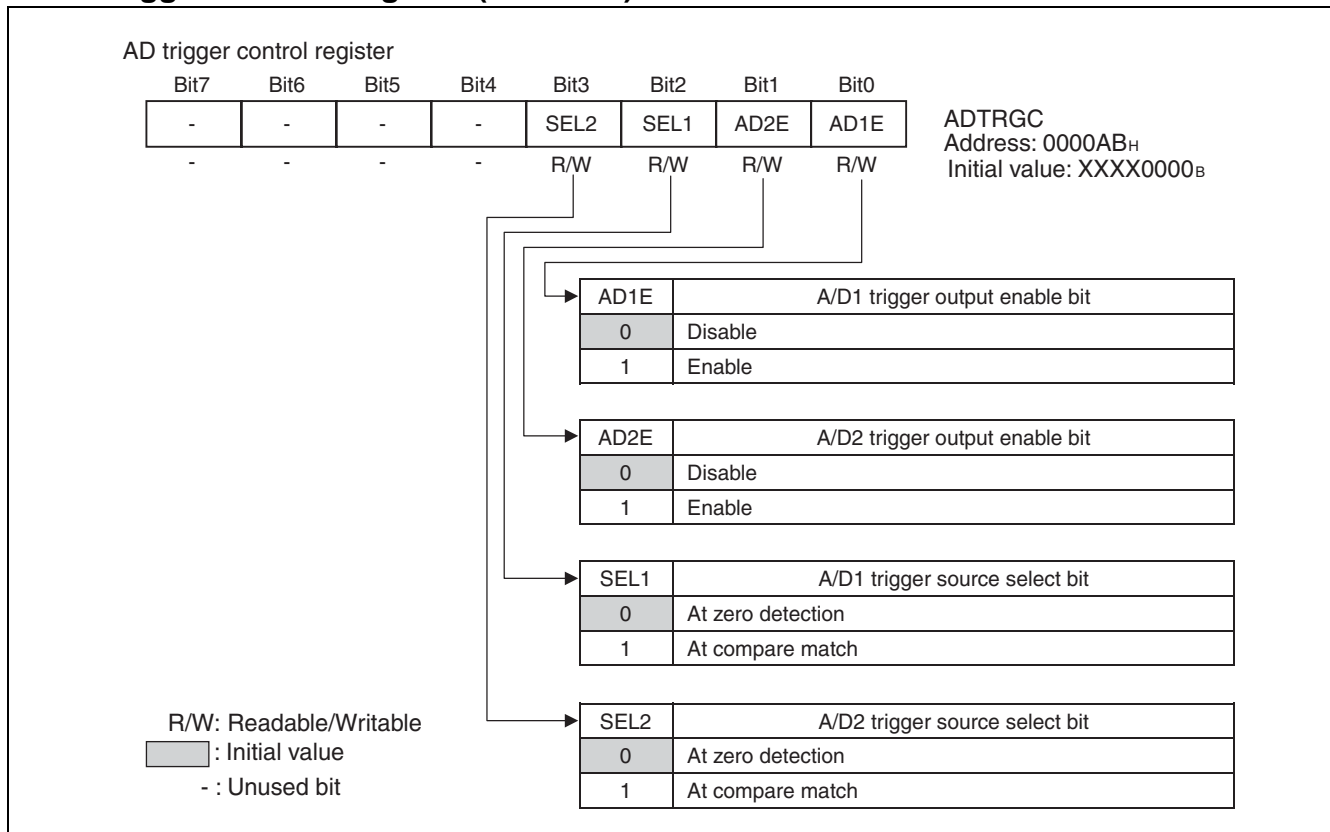 AD trigger control register
Bit7 Bit6 Bit5 Bit4 Bit3 Bit2 Bit1 Bit0
- - - - SEL2 SEL1 AD2E AD1E
- - - - R/W R/W R/W R/W
ADTRGC
Address: 0000ABH
Initial value: XXXX0000B
AD1E A/D1 trigger output enable bit
0 Disable
1 Enable
AD2E A/D2 trigger output enable bit
0 Disable
1 Enable
SEL1 A/D1 trigger source select bit
0 At zero detection
1 At compare match
SEL2 A/D2 trigger source select bit
0 At zero detection
1 At compare match
R/W: Readable/Writable
: Initial value
- : Unused bit